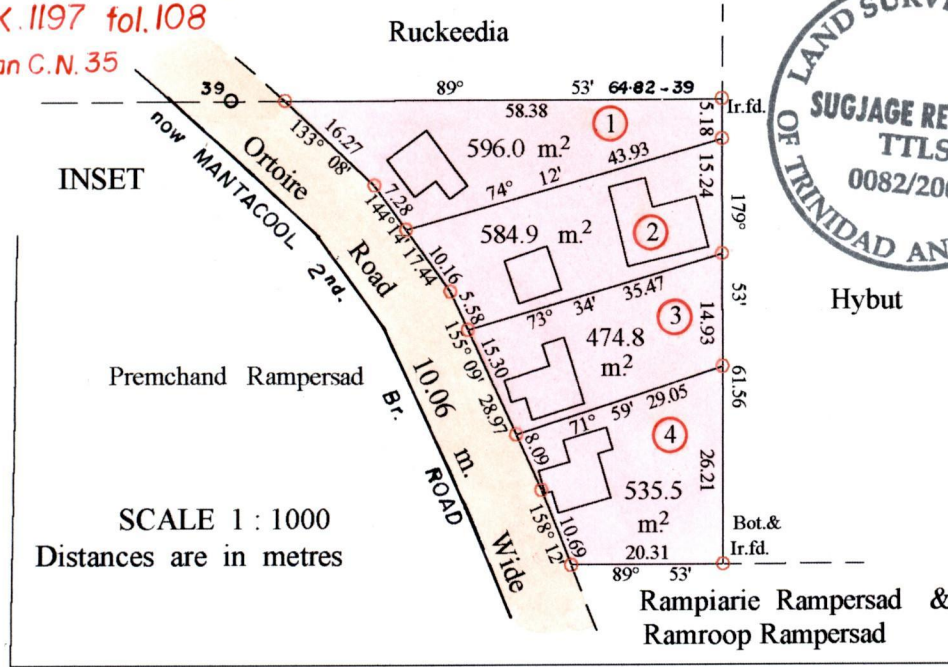 K.1197 fol.108
an C.N. 35
Ruckeedia
LAND SURVE
OF TRINIDAD AN
SUGJAGE RE
TTLS
0082/200
39
89° 53' 64·82-39
58.38
Ir.fd.
5.18
1
596.0 m.2
16.27
133° 08'
43.93
74° 12'
15.24
INSET
now MANTACOOL 2nd. Br. ROAD
Ortoire Road 10.06 m. Wide
7.28
144° 14' 17.44
584.9 m.2
2
179° 53' 61.56
10.16
5.58
35.47
73° 34'
Hybut
3
14.93
474.8
m2
155° 09' 28.97
15.30
Premchand Rampersad
29.05
71° 59'
8.09
4
26.21
535.5
m.2
SCALE 1 : 1000
Distances are in metres
158° 12'
10.69
Bot.&
Ir.fd.
20.31
89° 53'
Rampiarie Rampersad &
Ramroop Rampersad